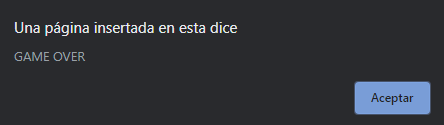 Una página insertada en esta dice
GAME OVER
Aceptar